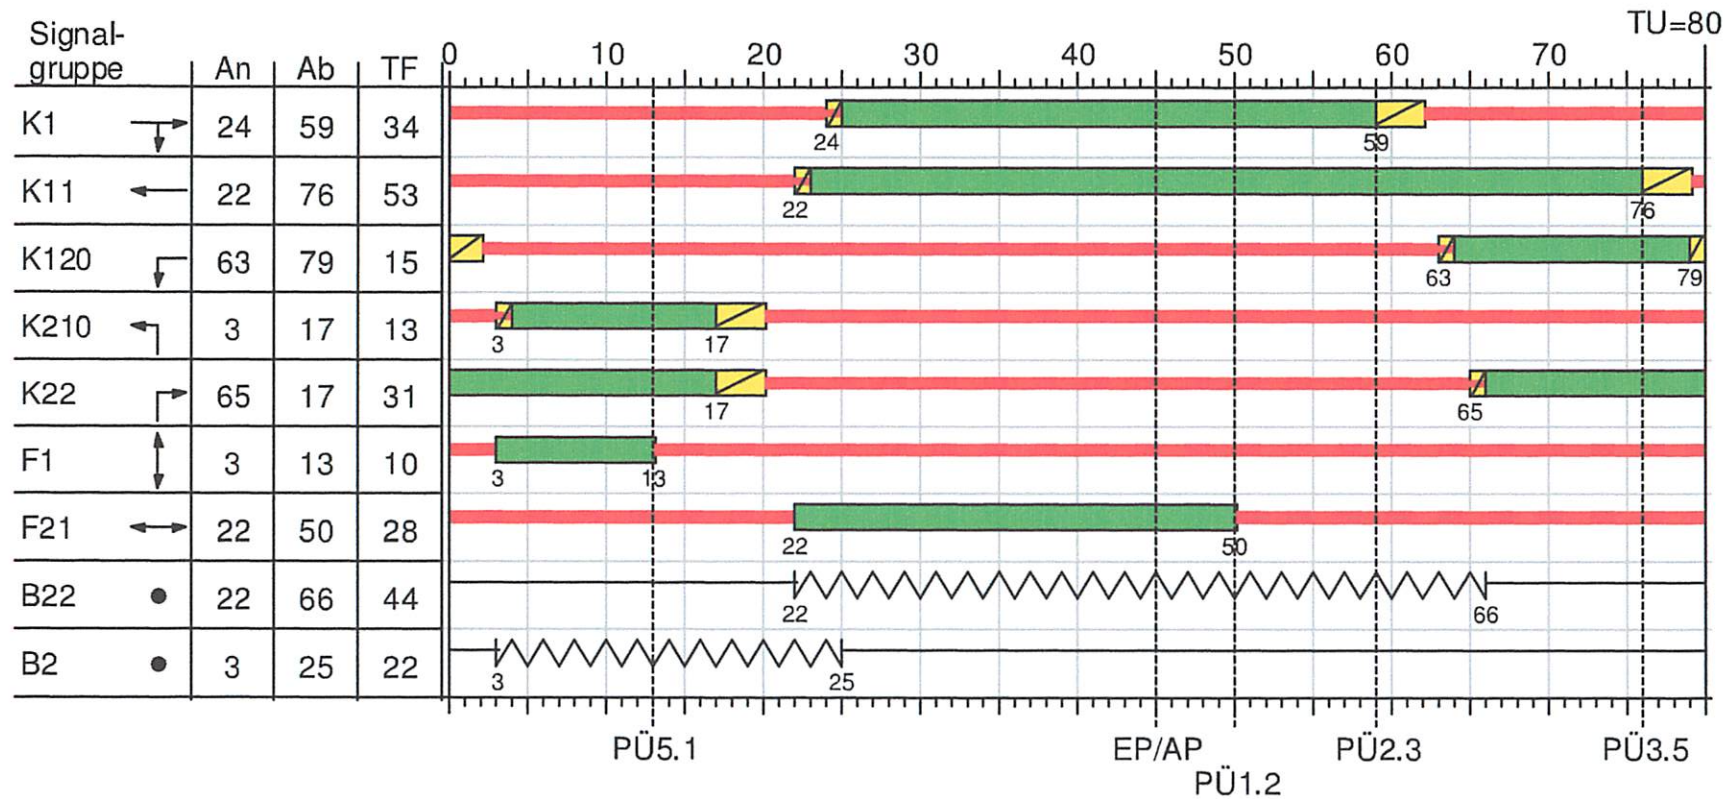 TU=80
Signal-
gruppe An Ab TF 0 10 20 30 40 50 60 70
K1 24 59 34
24 59
K11 22 76 53
22 76
K120 63 79 15
63 79
K210 3 17 13
3 17
K22 65 17 31
17 65
F1 3 13 10
3 13
F21 22 50 28
22 50
B22 22 66 44
22 66
B2 3 25 22
3 25
PÜ5.1 EP/AP PÜ2.3 PÜ3.5
PÜ1.2